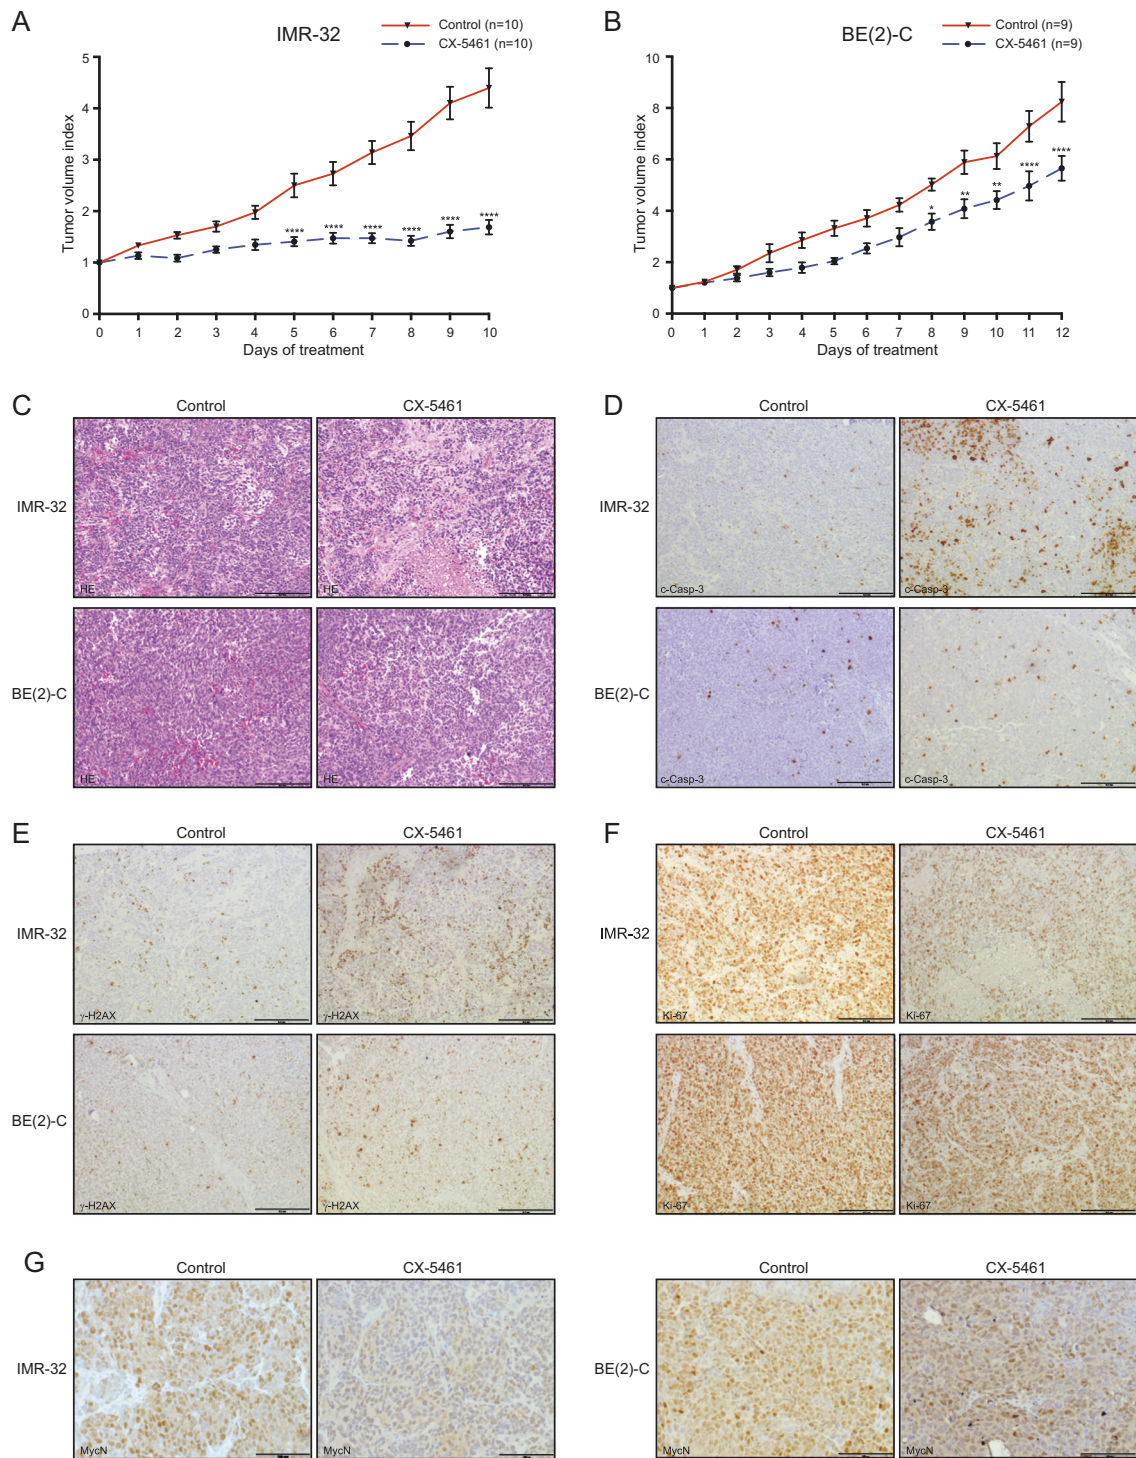 A
IMR-32
Control (n=10)
CX-5461 (n=10)
Tumor volume index
5
4
3
2
1
0
**** **** **** **** **** ****
0 1 2 3 4 5 6 7 8 9 10
Days of treatment
B
BE(2)-C
Control (n=9)
CX-5461 (n=9)
Tumor volume index
10
8
6
4
2
0
* ** ** **** ****
0 1 2 3 4 5 6 7 8 9 10 11 12
Days of treatment
C
Control CX-5461
IMR-32
HE HE
BE(2)-C
HE HE
D
Control CX-5461
IMR-32
c-Casp-3 c-Casp-3
BE(2)-C
c-Casp-3 c-Casp-3
E
Control CX-5461
IMR-32
γ-H2AX γ-H2AX
BE(2)-C
γ-H2AX γ-H2AX
F
Control CX-5461
IMR-32
Ki-67 Ki-67
Ki-67 Ki-67
G
Control CX-5461
IMR-32
MycN MycN
Control CX-5461
BE(2)-C
MycN MycN